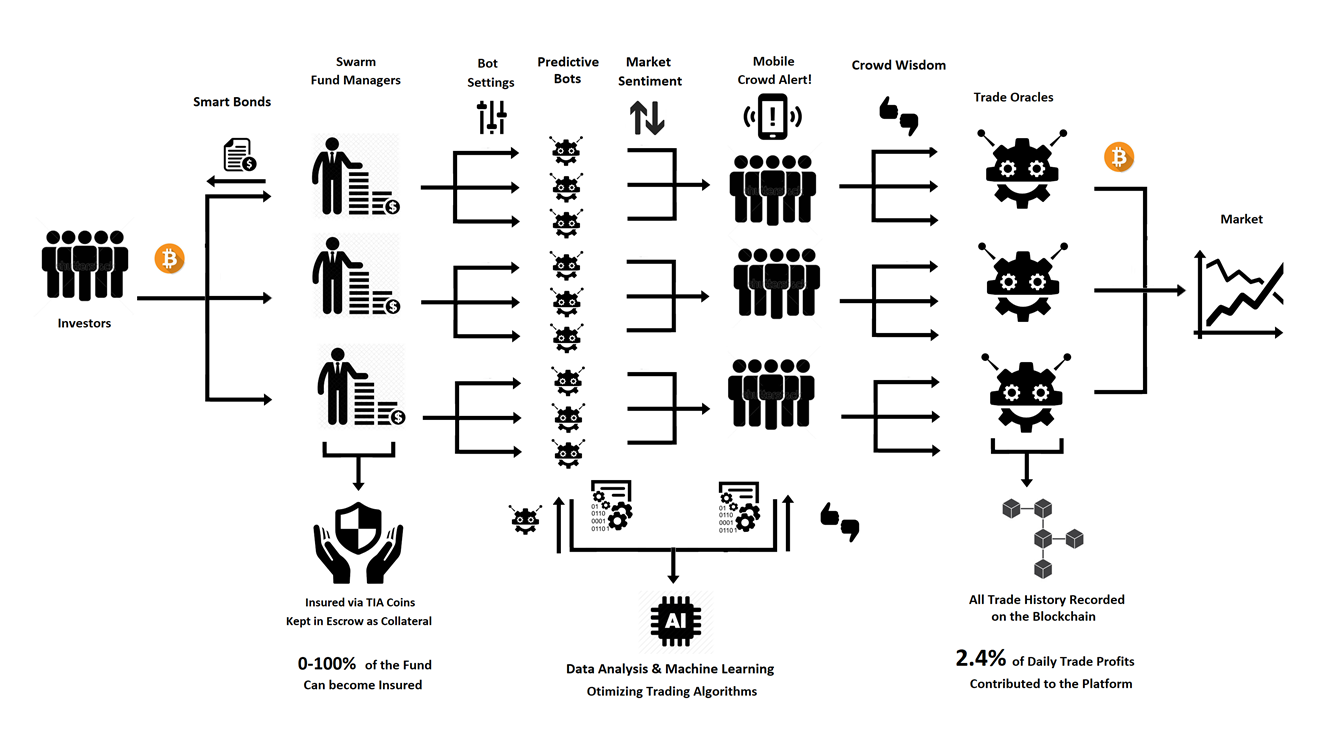 Swarm
Fund Managers
Bot
Settings
Predictive
Bots
Market
Sentiment
Mobile
Crowd Alert!
Crowd Wisdom
Smart Bonds
Trade Oracles
Market
Investors
01
0110
0001
01101
01
0110
0001
01101
AI
Insured via TIA Coins
Kept in Escrow as Collateral
0-100% of the Fund
Can become Insured
Data Analysis & Machine Learning
Otimizing Trading Algorithms
All Trade History Recorded
on the Blockchain
2.4% of Daily Trade Profits
Contributed to the Platform